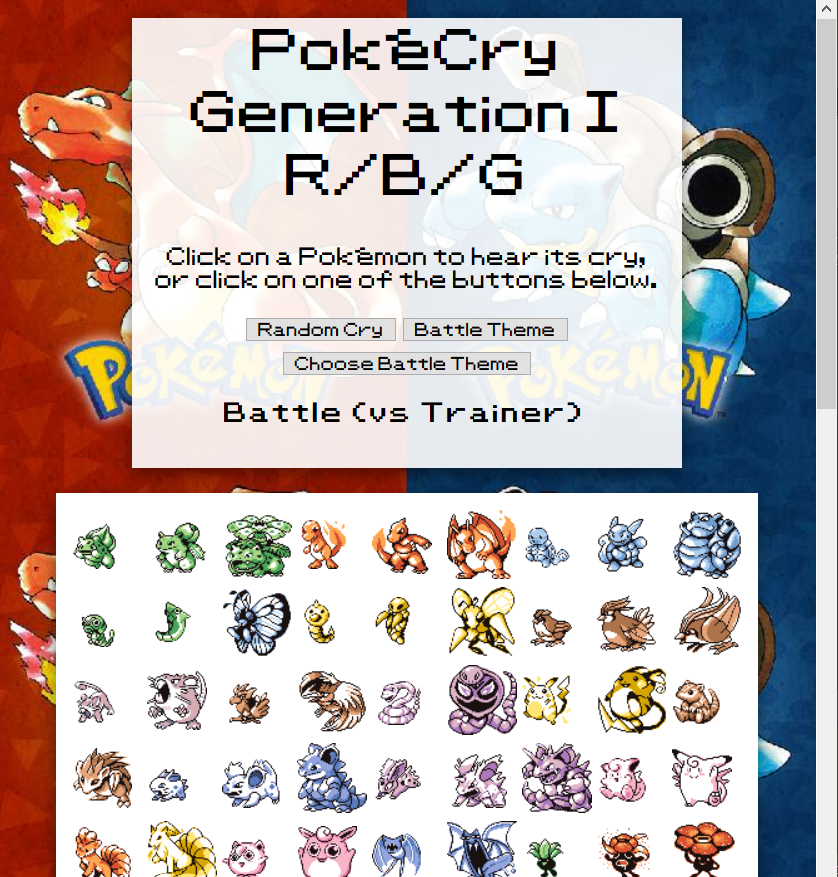 PokéCry
Generation I
R/B/G
Click on a Pokémon to hear its cry,
or click on one of the buttons below.
Random Cry Battle Theme
Choose Battle Theme
POKéMON POKéMON
Battle (vs Trainer)